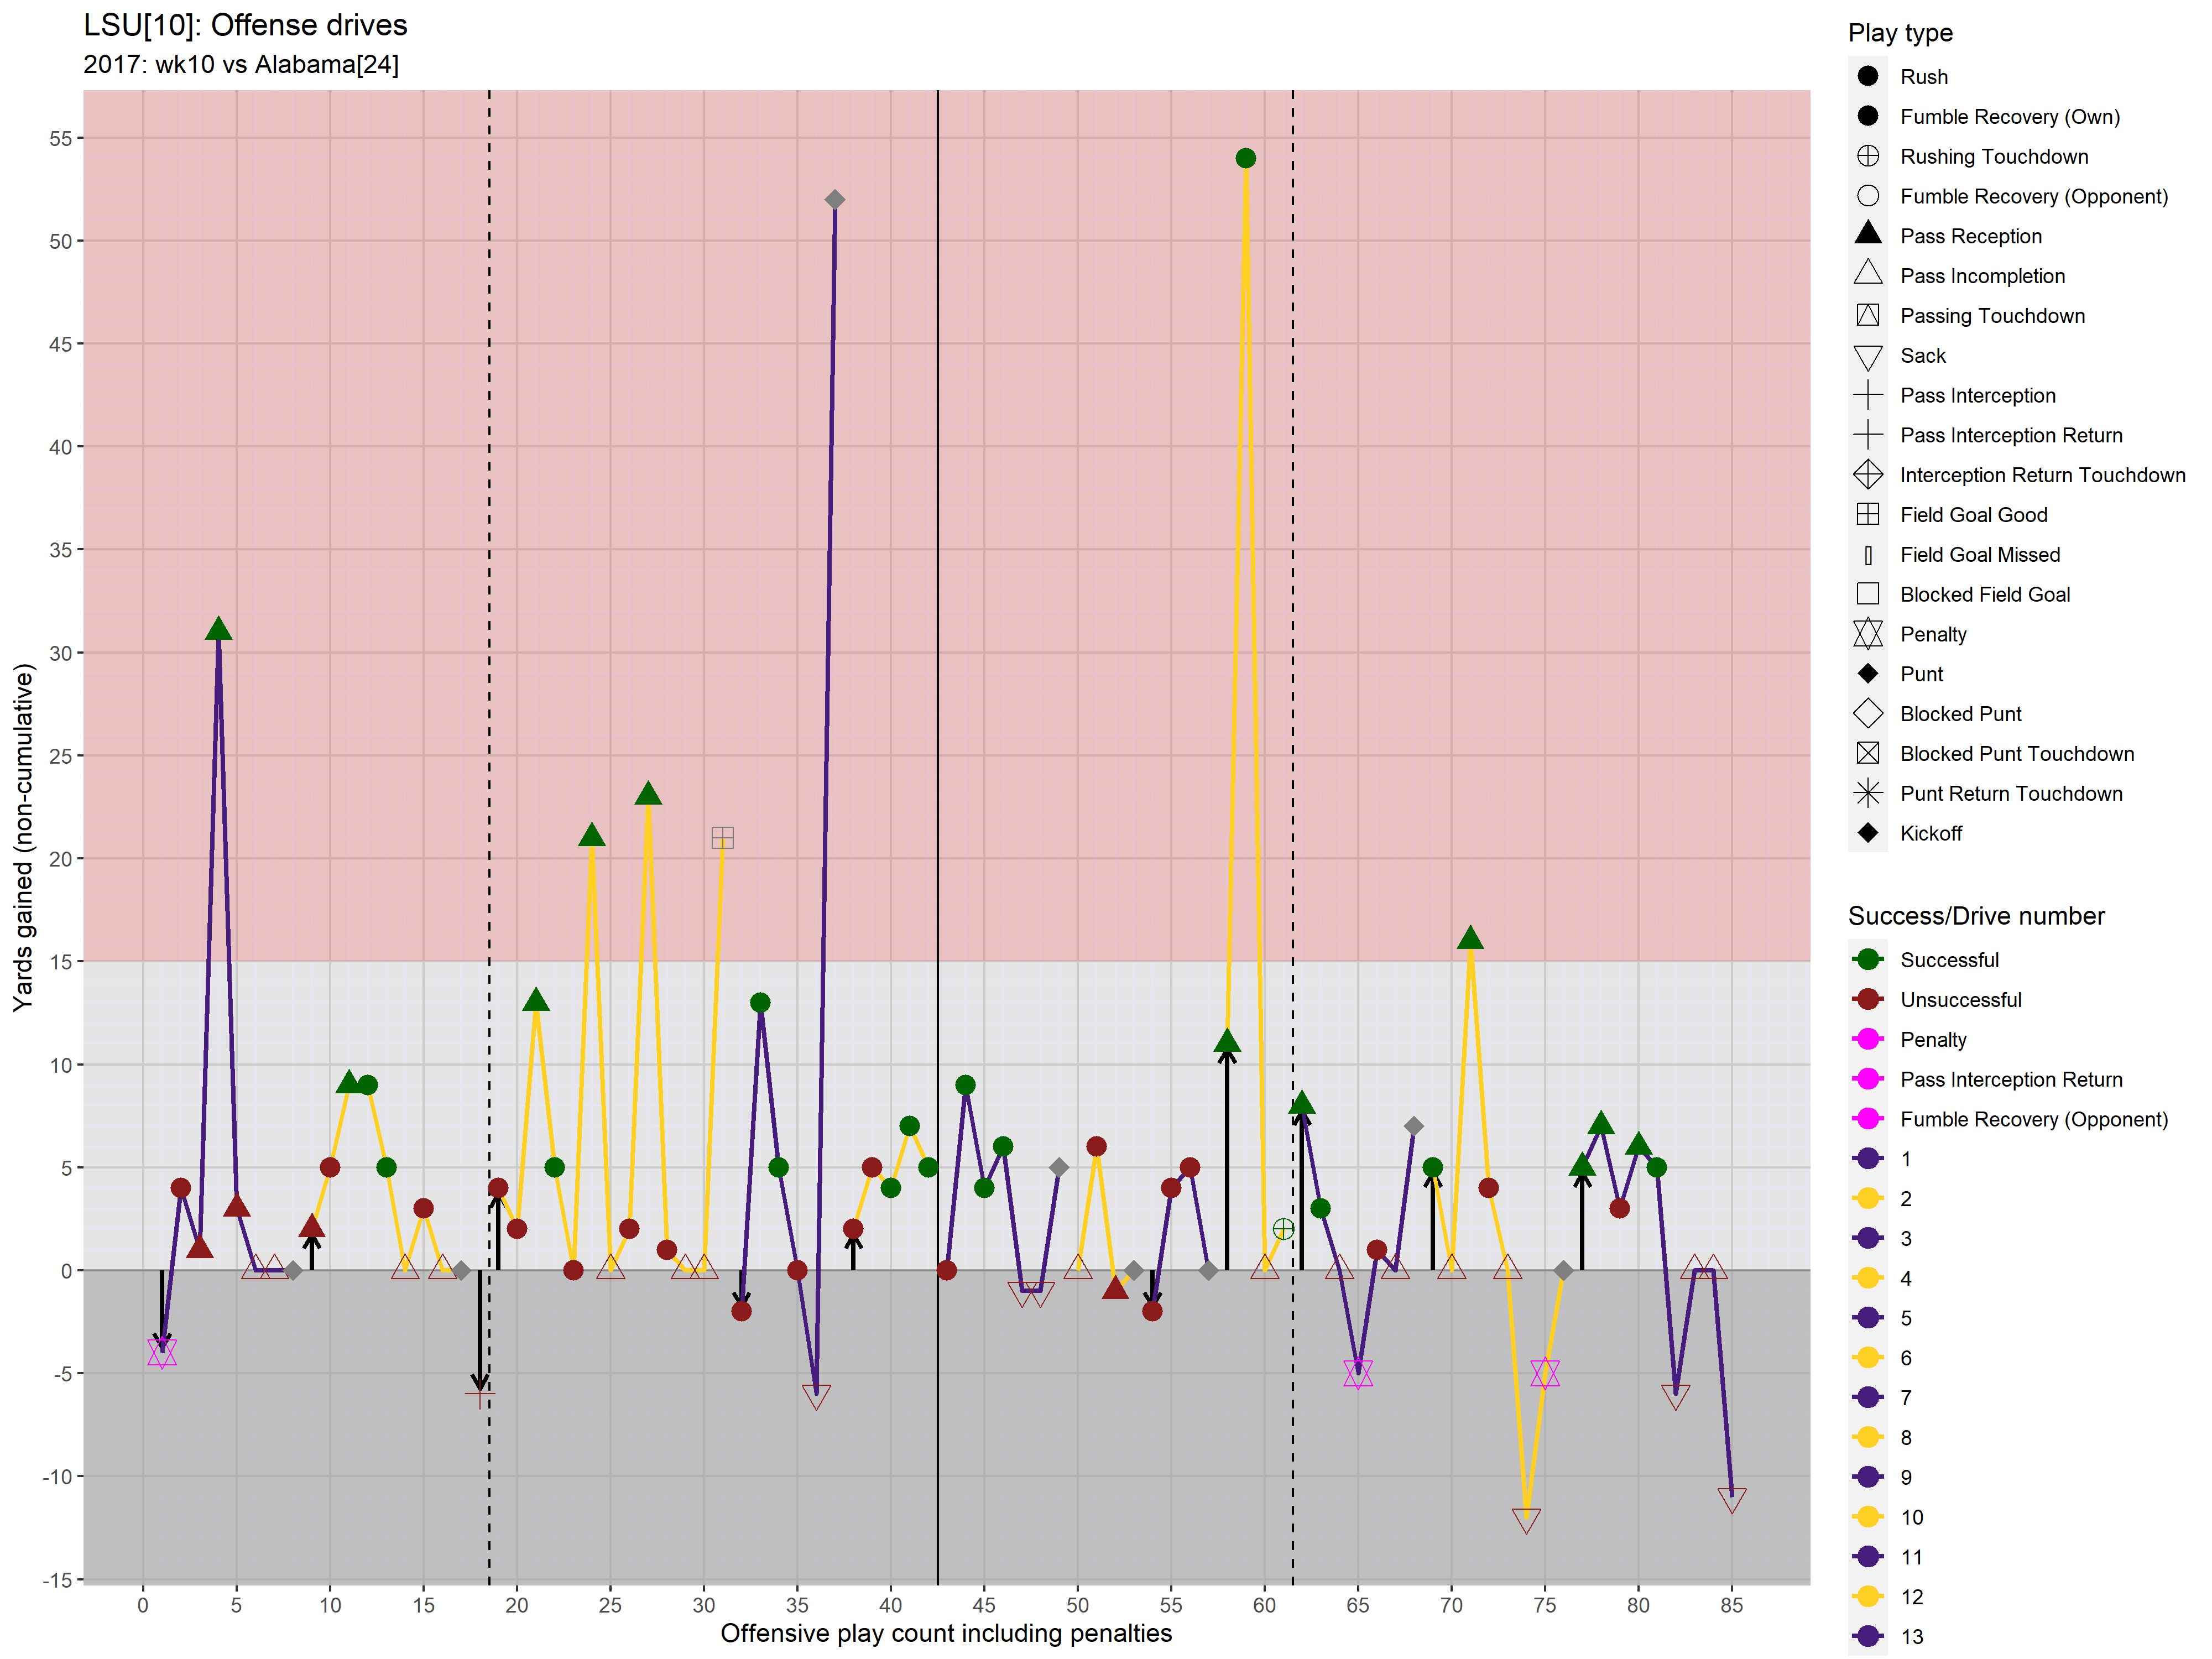 LSU[10]: Offense drives
2017: wk10 vs Alabama[24]
Yards gained (non-cumulative)
55
50
45
40
35
30
25
20
15
10
5
0
-5
-10
-15
0 5 10 15 20 25 30 35 40 45 50 55 60 65 70 75 80 85
Offensive play count including penalties
Play type
Rush
Fumble Recovery (Own)
Rushing Touchdown
Fumble Recovery (Opponent)
Pass Reception
Pass Incompletion
Passing Touchdown
Sack
Pass Interception
Pass Interception Return
Interception Return Touchdown
Field Goal Good
Field Goal Missed
Blocked Field Goal
Penalty
Punt
Blocked Punt
Blocked Punt Touchdown
Punt Return Touchdown
Kickoff
Success/Drive number
Successful
Unsuccessful
Penalty
Pass Interception Return
Fumble Recovery (Opponent)
1
2
3
4
5
6
7
8
9
10
11
12
13